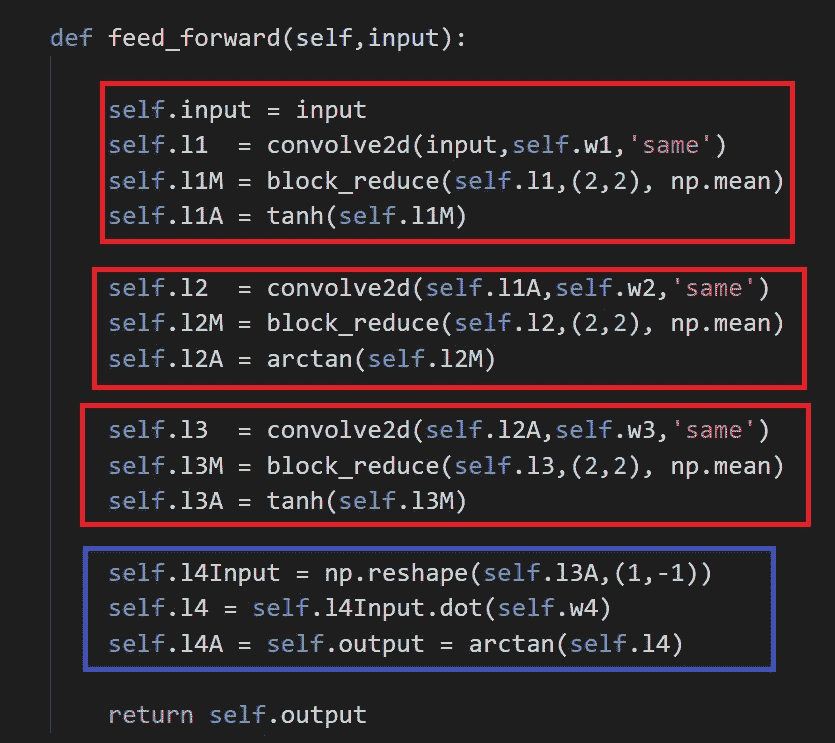 def feed_forward(self,input):
self.input = input
self.l1  = convolve2d(input,self.w1,'same')
self.l1M = block_reduce(self.l1,(2,2), np.mean)
self.l1A = tanh(self.l1M)
self.l2  = convolve2d(self.l1A,self.w2,'same')
self.l2M = block_reduce(self.l2,(2,2), np.mean)
self.l2A = arctan(self.l2M)
self.l3  = convolve2d(self.l2A,self.w3,'same')
self.l3M = block_reduce(self.l3,(2,2), np.mean)
self.l3A = tanh(self.l3M)
self.l4Input = np.reshape(self.l3A,(1,-1))
self.l4 = self.l4Input.dot(self.w4)
self.l4A = self.output = arctan(self.l4)
return self.output